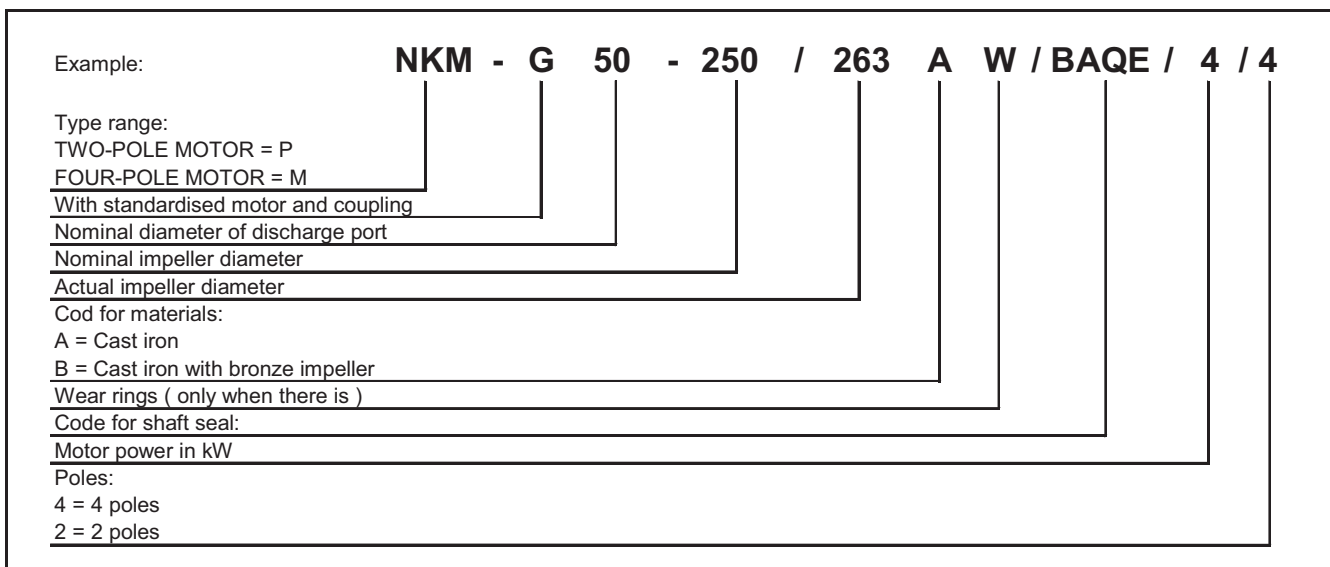 Example: NKM - G 50 - 250 / 263 A W / BAQE / 4 / 4
Type range:
TWO-POLE MOTOR = P
FOUR-POLE MOTOR = M
With standardised motor and coupling
Nominal diameter of discharge port
Nominal impeller diameter
Actual impeller diameter
Cod for materials:
A = Cast iron
B = Cast iron with bronze impeller
Wear rings ( only when there is )
Code for shaft seal:
Motor power in kW
Poles:
4 = 4 poles
2 = 2 poles